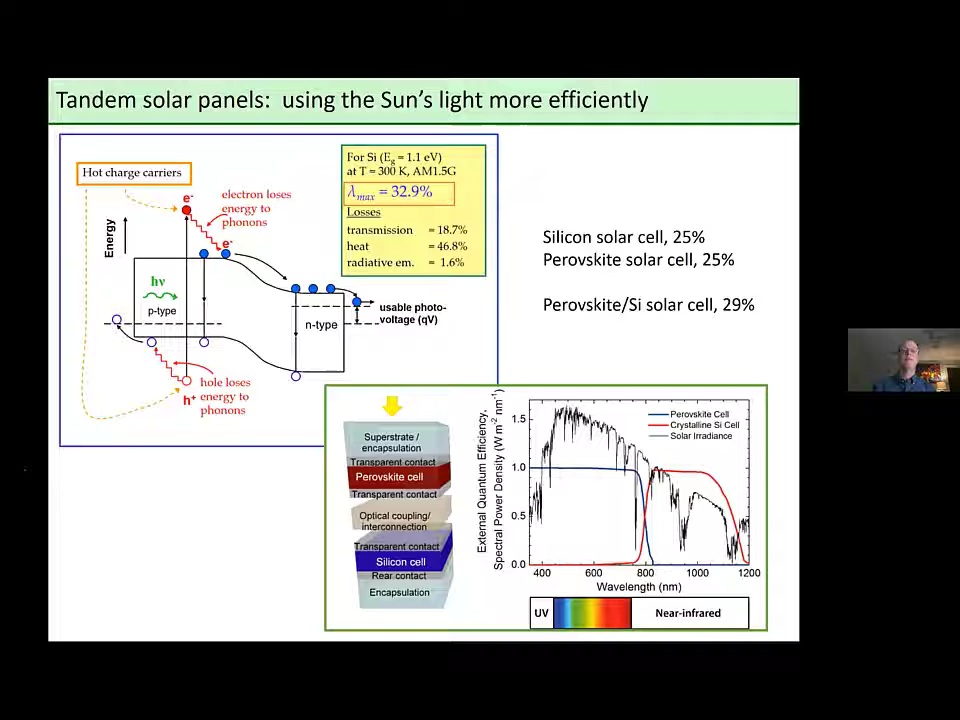 Tandem solar panels: using the Sun's light more efficiently
Hot charge carriers
e-
electron loses
energy to
phonons
e-
Energy
hν
p-type
n-type
usable photo-
voltage (qV)
hole loses
energy to
phonons
h+
For Si (Eg = 1.1 eV)
at T = 300 K, AM1.5G
λmax = 32.9%
Losses
transmission = 18.7%
heat = 46.8%
radiative em. = 1.6%
Silicon solar cell, 25%
Perovskite solar cell, 25%
Perovskite/Si solar cell, 29%
Superstrate /
encapsulation
Transparent contact
Perovskite cell
Transparent contact
Optical coupling/
interconnection
Transparent contact
Silicon cell
Rear contact
Encapsulation
External Quantum Efficiency,
Spectral Power Density (W m-2 nm-1)
1.5
1.0
0.5
0.0
Perovskite Cell
Crystalline Si Cell
Solar Irradiance
400 600 800 1000 1200
Wavelength (nm)
UV
Near-infrared